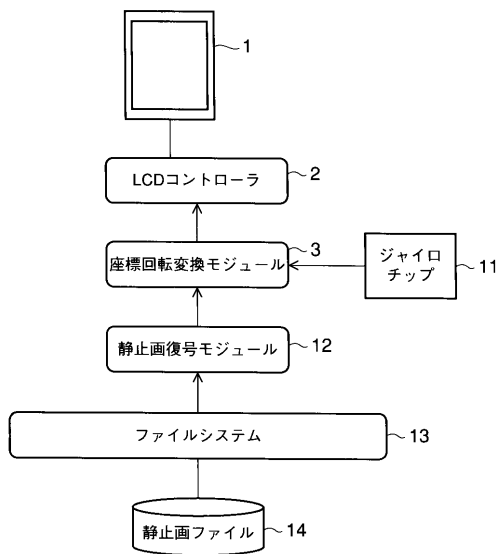 1
LCDコントローラ
2
座標回転変換モジュール
3
ジャイロ
チップ
11
静止画復号モジュール
12
ファイルシステム
13
静止画ファイル
14